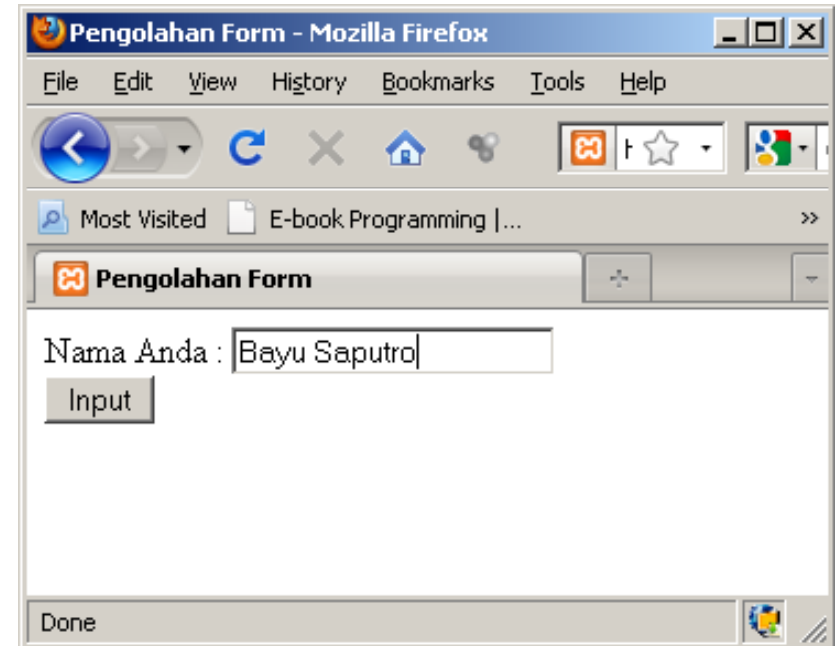 Pengolahan Form - Mozilla Firefox
File Edit View History Bookmarks Tools Help
Most Visited E-book Programming |... »
Pengolahan Form
Nama Anda : Bayu Saputro
Input
Done